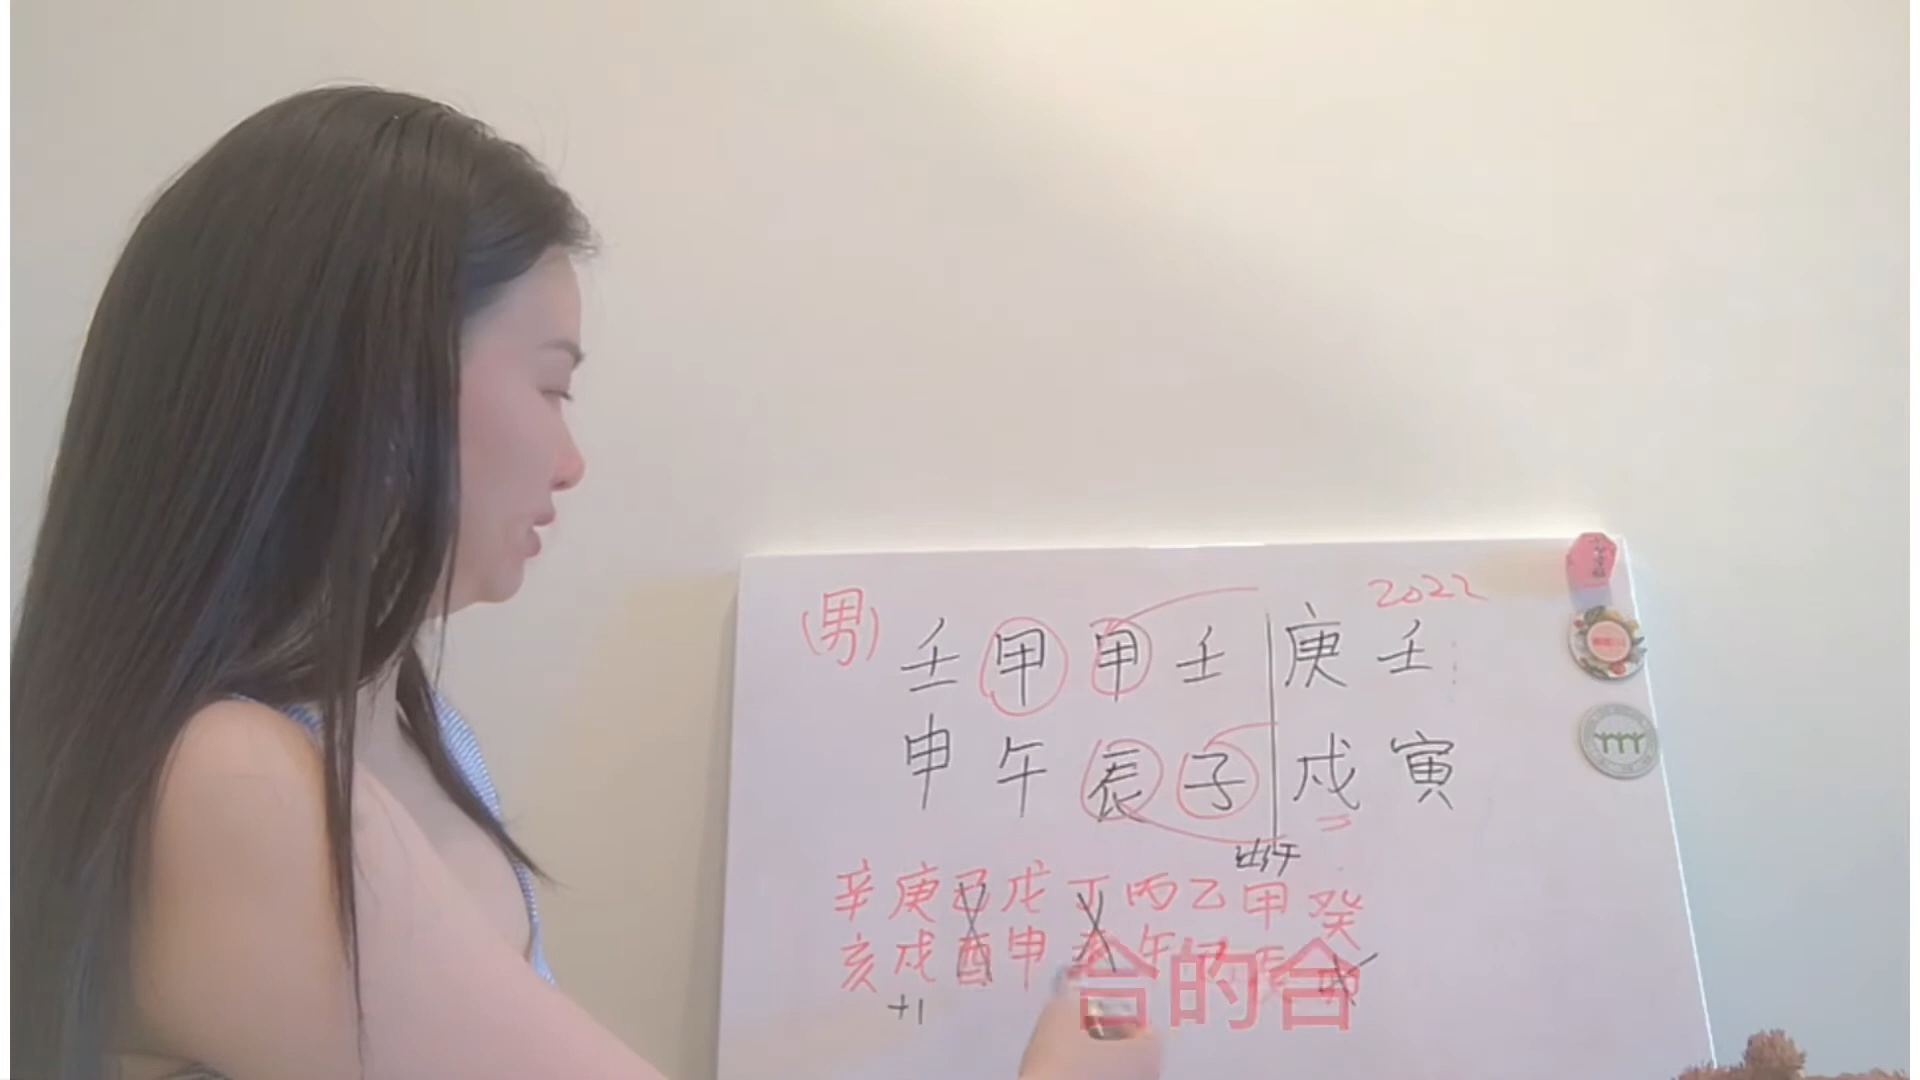 2022
(男) 壬 甲 甲 壬 庚 壬
申 午 辰 子 戌 寅
辛 庚 己 戊 丁 丙 乙 甲 癸
亥 戌 酉 申 午
+1
合的合